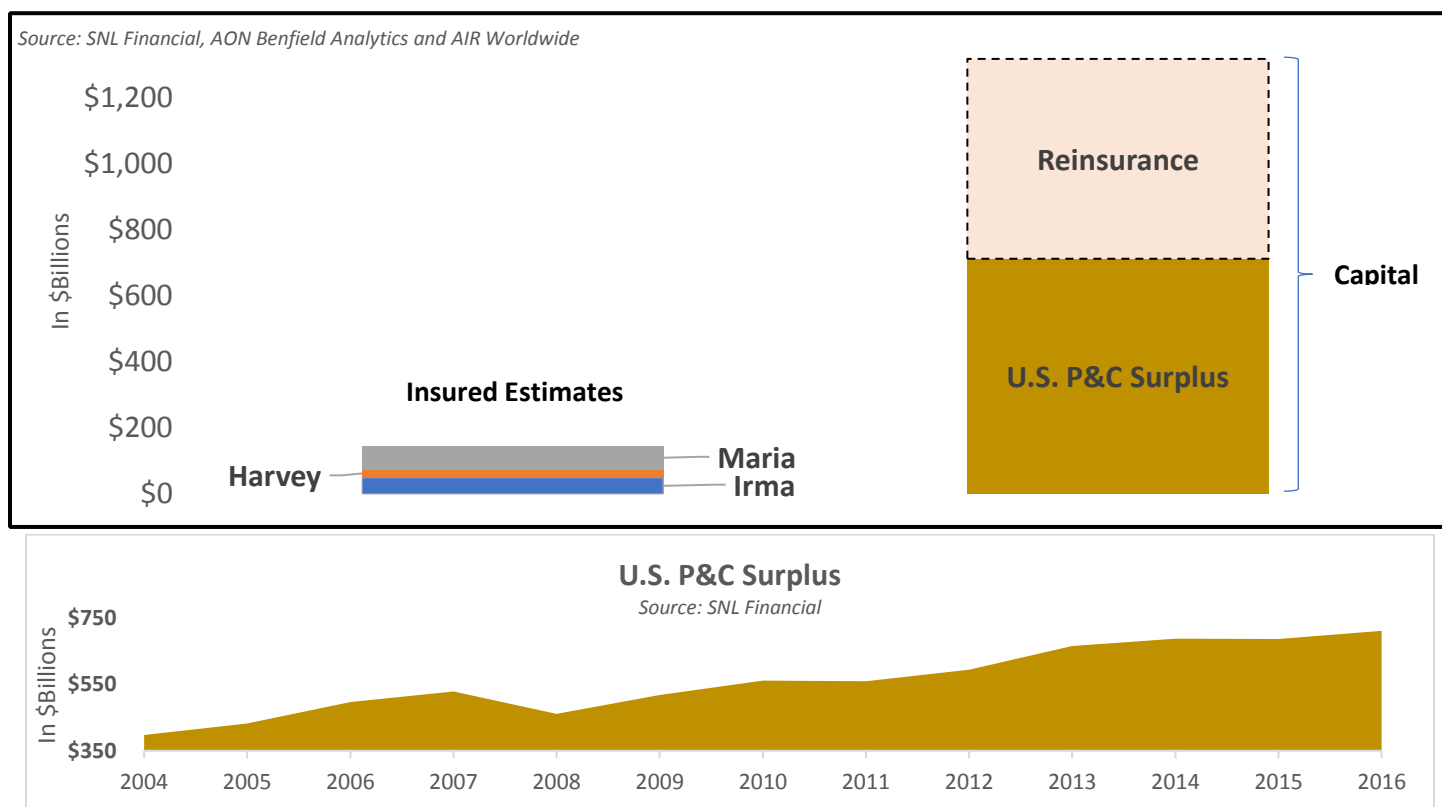 Source: SNL Financial, AON Benfield Analytics and AIR Worldwide
$1,200
$1,000
$800
$600
$400
$200
$0
In $Billions
Reinsurance
Capital
U.S. P&C Surplus
Insured Estimates
Harvey
Maria
Irma
U.S. P&C Surplus
Source: SNL Financial
$750
$550
$350
In $Billions
2004 2005 2006 2007 2008 2009 2010 2011 2012 2013 2014 2015 2016